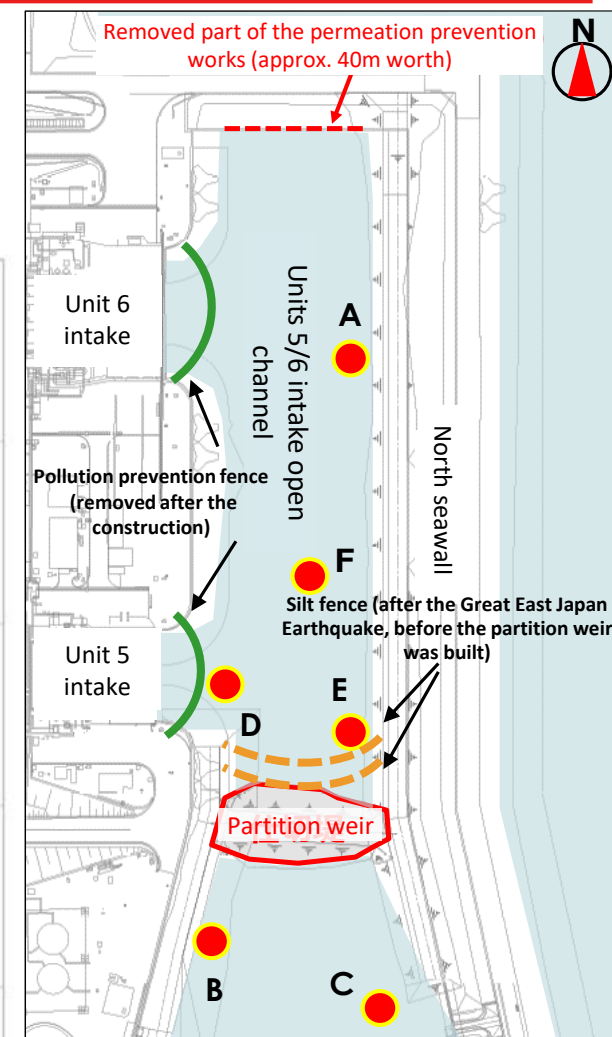 Removed part of the permeation prevention
works (approx. 40m worth)
N
Unit 6
intake
Units 5/6 intake open
channel
A
North seawall
Pollution prevention fence
(removed after the
construction)
F
Silt fence (after the Great East Japan
Earthquake, before the partition weir
was built)
Unit 5
intake
D
E
Partition weir
B
C